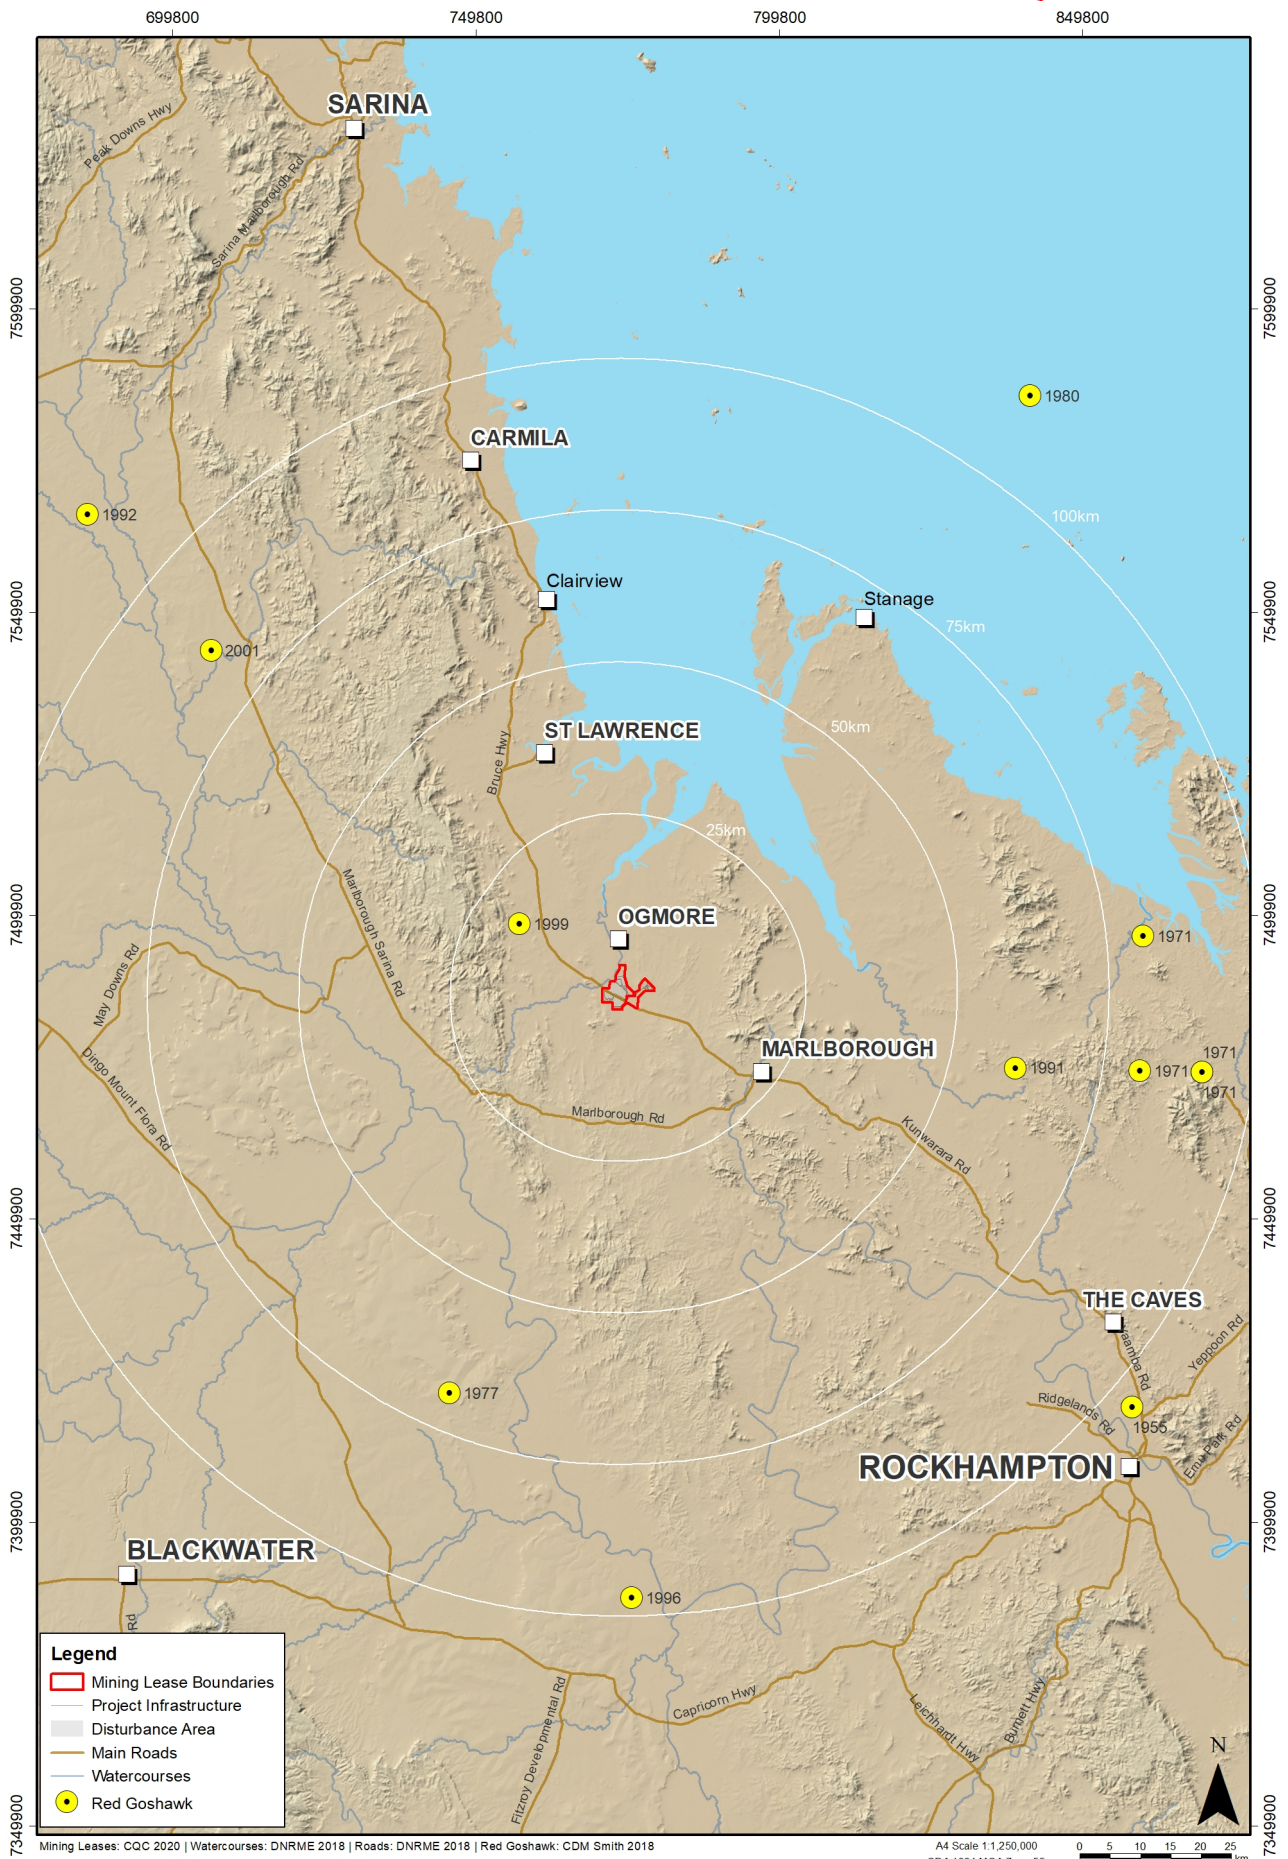 699800 749800 799800 849800
SARINA
Peak Downs Hwy
Sarina Marlborough Rd
7599900
7599900
1980
CARMILA
1992
100km
Clairview
Stanage
7549900
7549900
75km
2001
50km
ST LAWRENCE
Bruce Hwy
25km
Marlborough Sarina Rd
7499900
7499900
1999
OGMORE
1971
May Downs Rd
MARLBOROUGH
1991
1971
1971
1971
Dingo Mount Flora Rd
Marlborough Rd
Kunwarara Rd
7449900
7449900
THE CAVES
aamba Rd
Yeppoon Rd
1977
Ridgelands Rd
1955
Emu Park Rd
ROCKHAMPTON
7399900
7399900
BLACKWATER
1996
Rd
Legend
Mining Lease Boundaries
Project Infrastructure
Disturbance Area
Main Roads
Watercourses
Red Goshawk
Fitzroy Developmental Rd
Capricorn Hwy
Leichhardt Hwy
Burnett Hwy
N
7349900
7349900
Mining Leases: CQC 2020 | Watercourses: DNRME 2018 | Roads: DNRME 2018 | Red Goshawk: CDM Smith 2018
A4 Scale 1:1,250,000
0 5 10 15 20 25
km